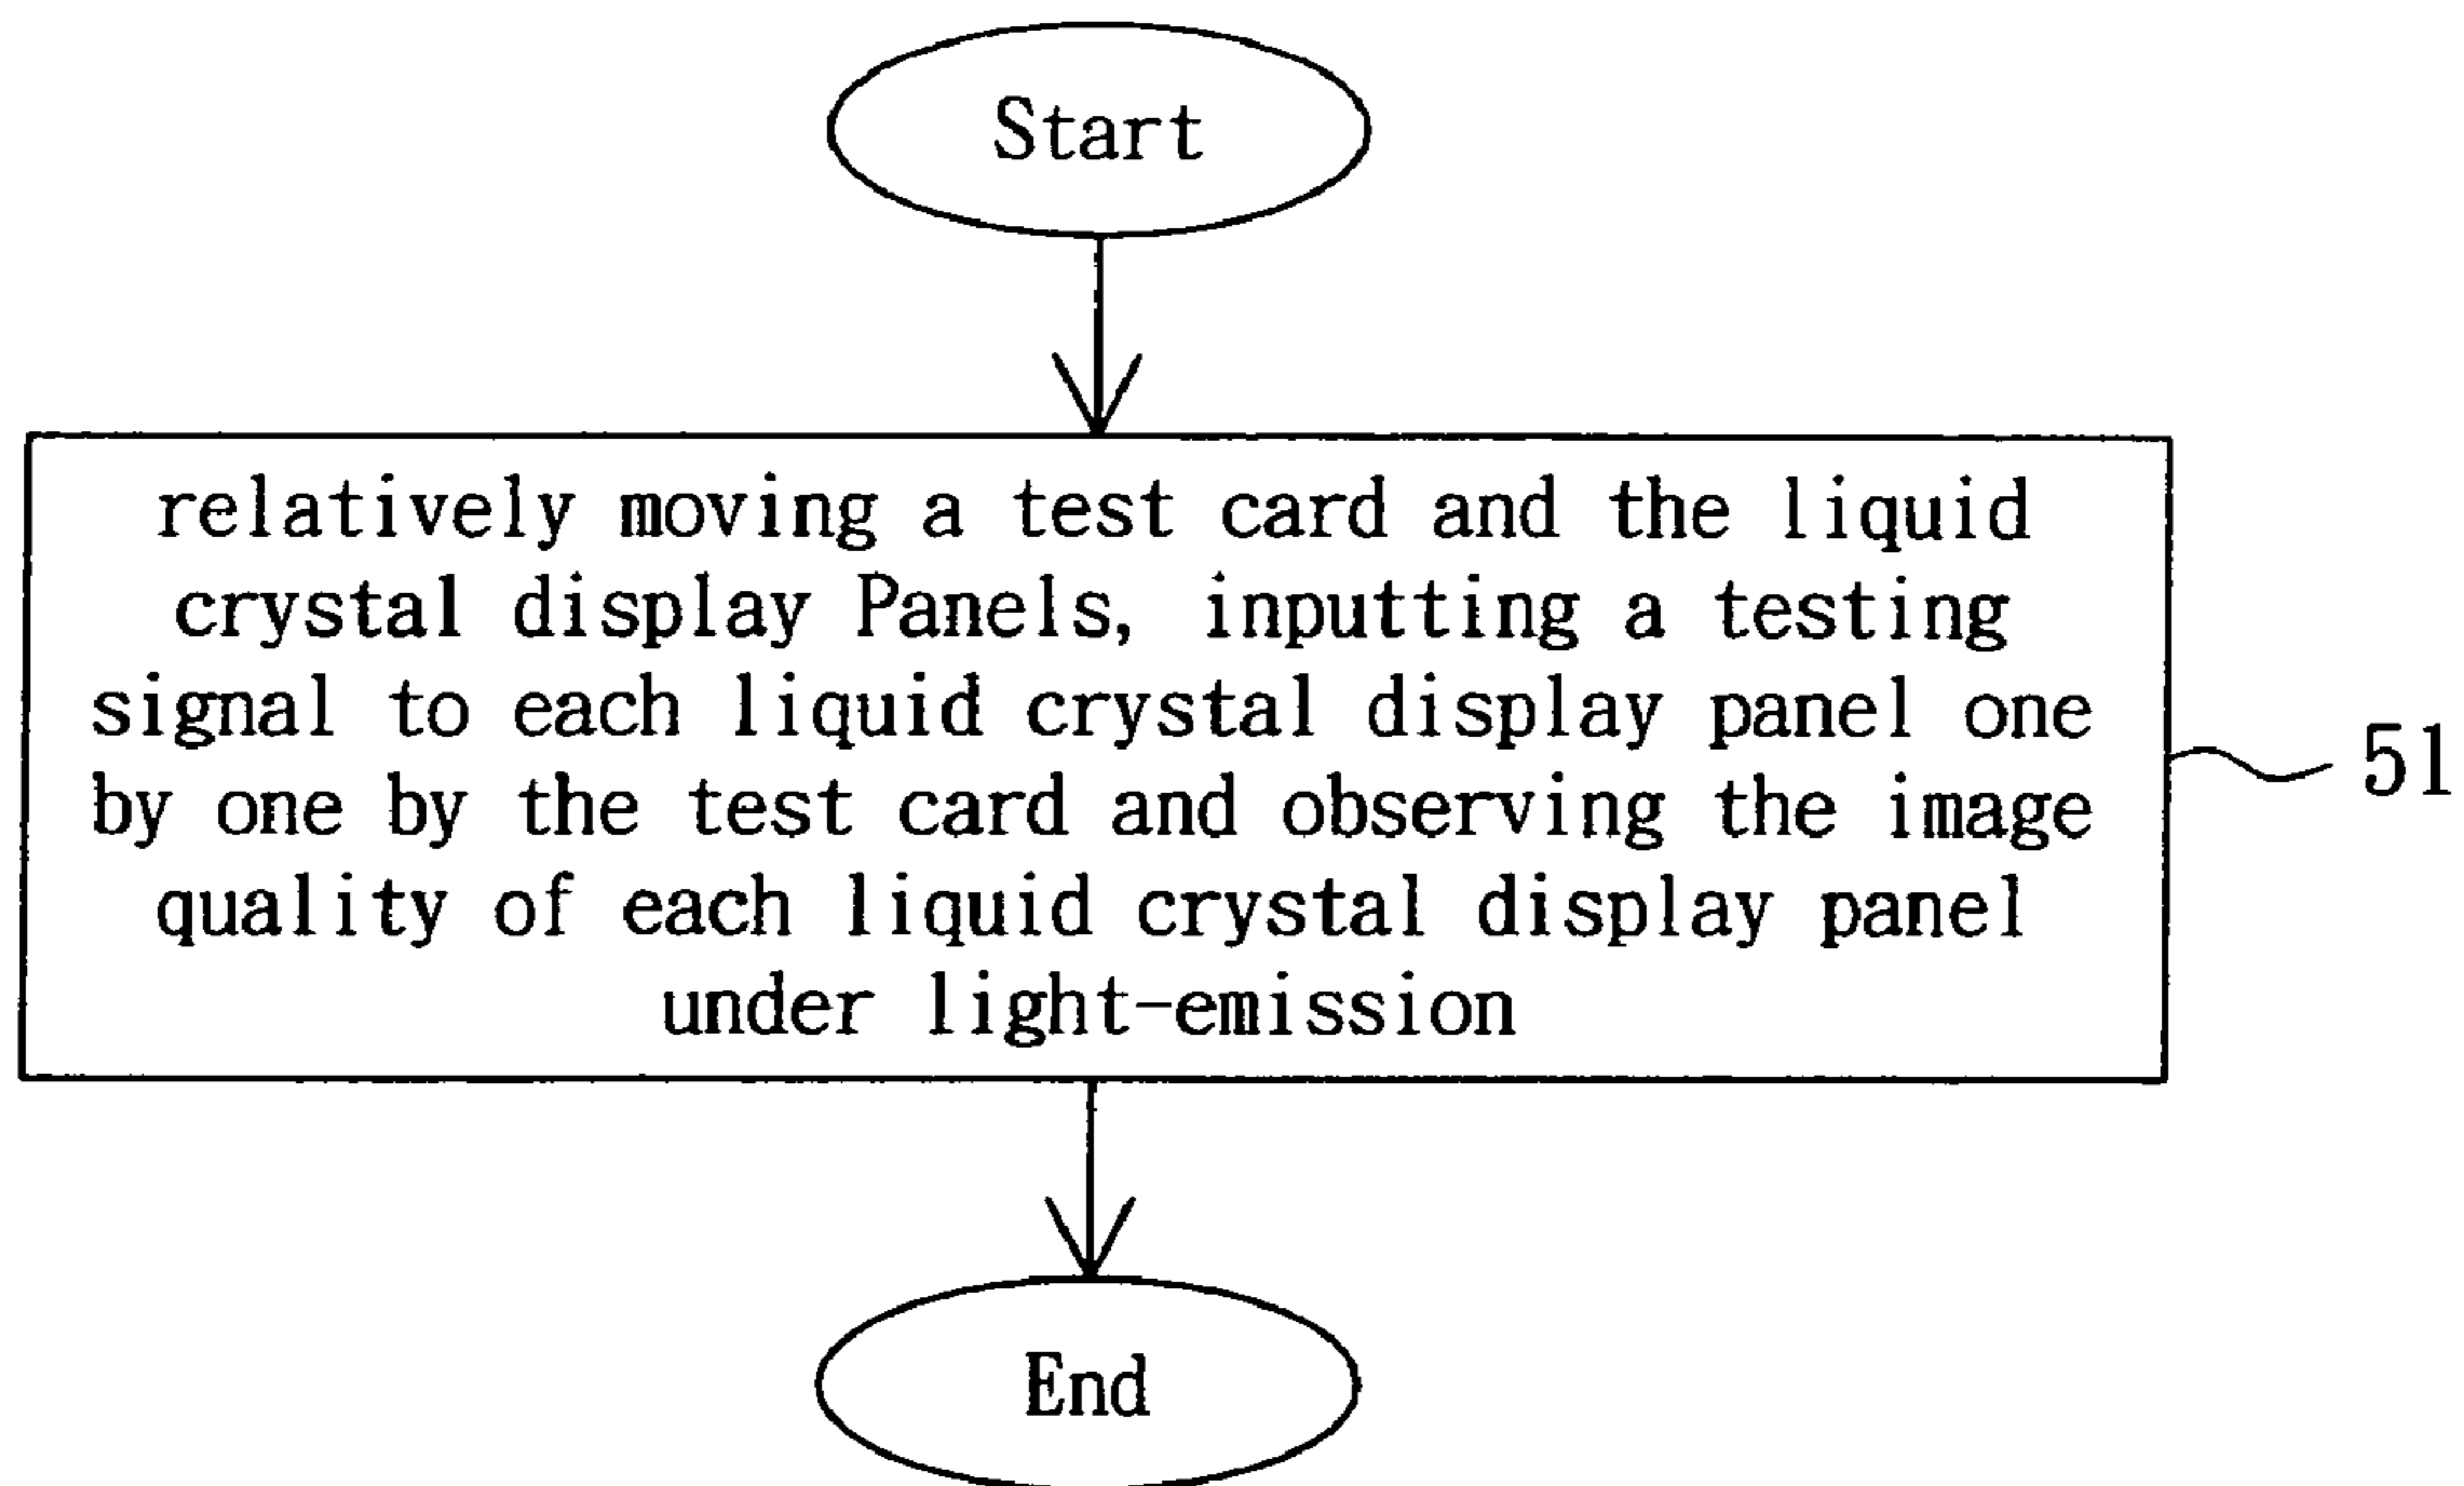 Start
relatively moving a test card and the liquid
crystal display Panels, inputting a testing
signal to each liquid crystal display panel one
by one by the test card and observing the image
quality of each liquid crystal display panel
under light-emission
51
End